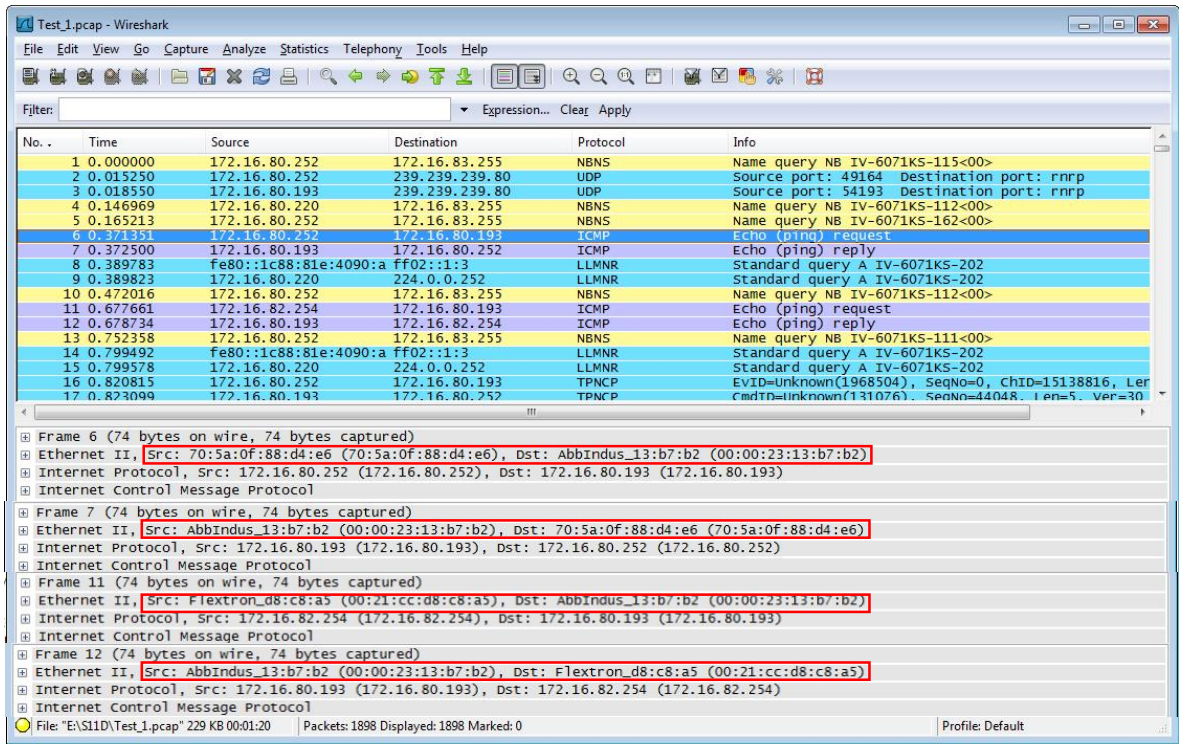 Test_1.pcap - Wireshark
File Edit View Go Capture Analyze Statistics Telephony Tools Help
Filter: Expression... Clear Apply
No. . Time Source Destination Protocol Info
1 0.000000 172.16.80.252 172.16.83.255 NBNS Name query NB IV-6071KS-115<00>
2 0.015250 172.16.80.252 239.239.239.80 UDP Source port: 49164 Destination port: rnrp
3 0.018550 172.16.80.193 239.239.239.80 UDP Source port: 54193 Destination port: rnrp
4 0.146969 172.16.80.220 172.16.83.255 NBNS Name query NB IV-6071KS-112<00>
5 0.165213 172.16.80.252 172.16.83.255 NBNS Name query NB IV-6071KS-162<00>
6 0.371351 172.16.80.252 172.16.80.193 ICMP Echo (ping) request
7 0.372500 172.16.80.193 172.16.80.252 ICMP Echo (ping) reply
8 0.389783 fe80::1c88:81e:4090:a ff02::1:3 LLMNR Standard query A IV-6071KS-202
9 0.389823 172.16.80.220 224.0.0.252 LLMNR Standard query A IV-6071KS-202
10 0.472016 172.16.80.252 172.16.83.255 NBNS Name query NB IV-6071KS-112<00>
11 0.677661 172.16.82.254 172.16.80.193 ICMP Echo (ping) request
12 0.678734 172.16.80.193 172.16.82.254 ICMP Echo (ping) reply
13 0.752358 172.16.80.252 172.16.83.255 NBNS Name query NB IV-6071KS-111<00>
14 0.799492 fe80::1c88:81e:4090:a ff02::1:3 LLMNR Standard query A IV-6071KS-202
15 0.799578 172.16.80.220 224.0.0.252 LLMNR Standard query A IV-6071KS-202
16 0.820815 172.16.80.252 172.16.80.193 TPNCP EvID=Unknown(1968504), SeqNo=0, ChID=15138816, Ler
17 0.823099 172.16.80.193 172.16.80.252 TPNCP CmdID=Unknown(131076), SeqNo=44048, Len=5, Ver=30
Frame 6 (74 bytes on wire, 74 bytes captured)
Ethernet II, Src: 70:5a:0f:88:d4:e6 (70:5a:0f:88:d4:e6), Dst: AbbIndus_13:b7:b2 (00:00:23:13:b7:b2)
Internet Protocol, Src: 172.16.80.252 (172.16.80.252), Dst: 172.16.80.193 (172.16.80.193)
Internet Control Message Protocol
Frame 7 (74 bytes on wire, 74 bytes captured)
Ethernet II, Src: AbbIndus_13:b7:b2 (00:00:23:13:b7:b2), Dst: 70:5a:0f:88:d4:e6 (70:5a:0f:88:d4:e6)
Internet Protocol, Src: 172.16.80.193 (172.16.80.193), Dst: 172.16.80.252 (172.16.80.252)
Internet Control Message Protocol
Frame 11 (74 bytes on wire, 74 bytes captured)
Ethernet II, Src: Flextron_d8:c8:a5 (00:21:cc:d8:c8:a5), Dst: AbbIndus_13:b7:b2 (00:00:23:13:b7:b2)
Internet Protocol, Src: 172.16.82.254 (172.16.82.254), Dst: 172.16.80.193 (172.16.80.193)
Internet Control Message Protocol
Frame 12 (74 bytes on wire, 74 bytes captured)
Ethernet II, Src: AbbIndus_13:b7:b2 (00:00:23:13:b7:b2), Dst: Flextron_d8:c8:a5 (00:21:cc:d8:c8:a5)
Internet Protocol, Src: 172.16.80.193 (172.16.80.193), Dst: 172.16.82.254 (172.16.82.254)
Internet Control Message Protocol
File: "E:\S11D\Test_1.pcap" 229 KB 00:01:20 Packets: 1898 Displayed: 1898 Marked: 0 Profile: Default